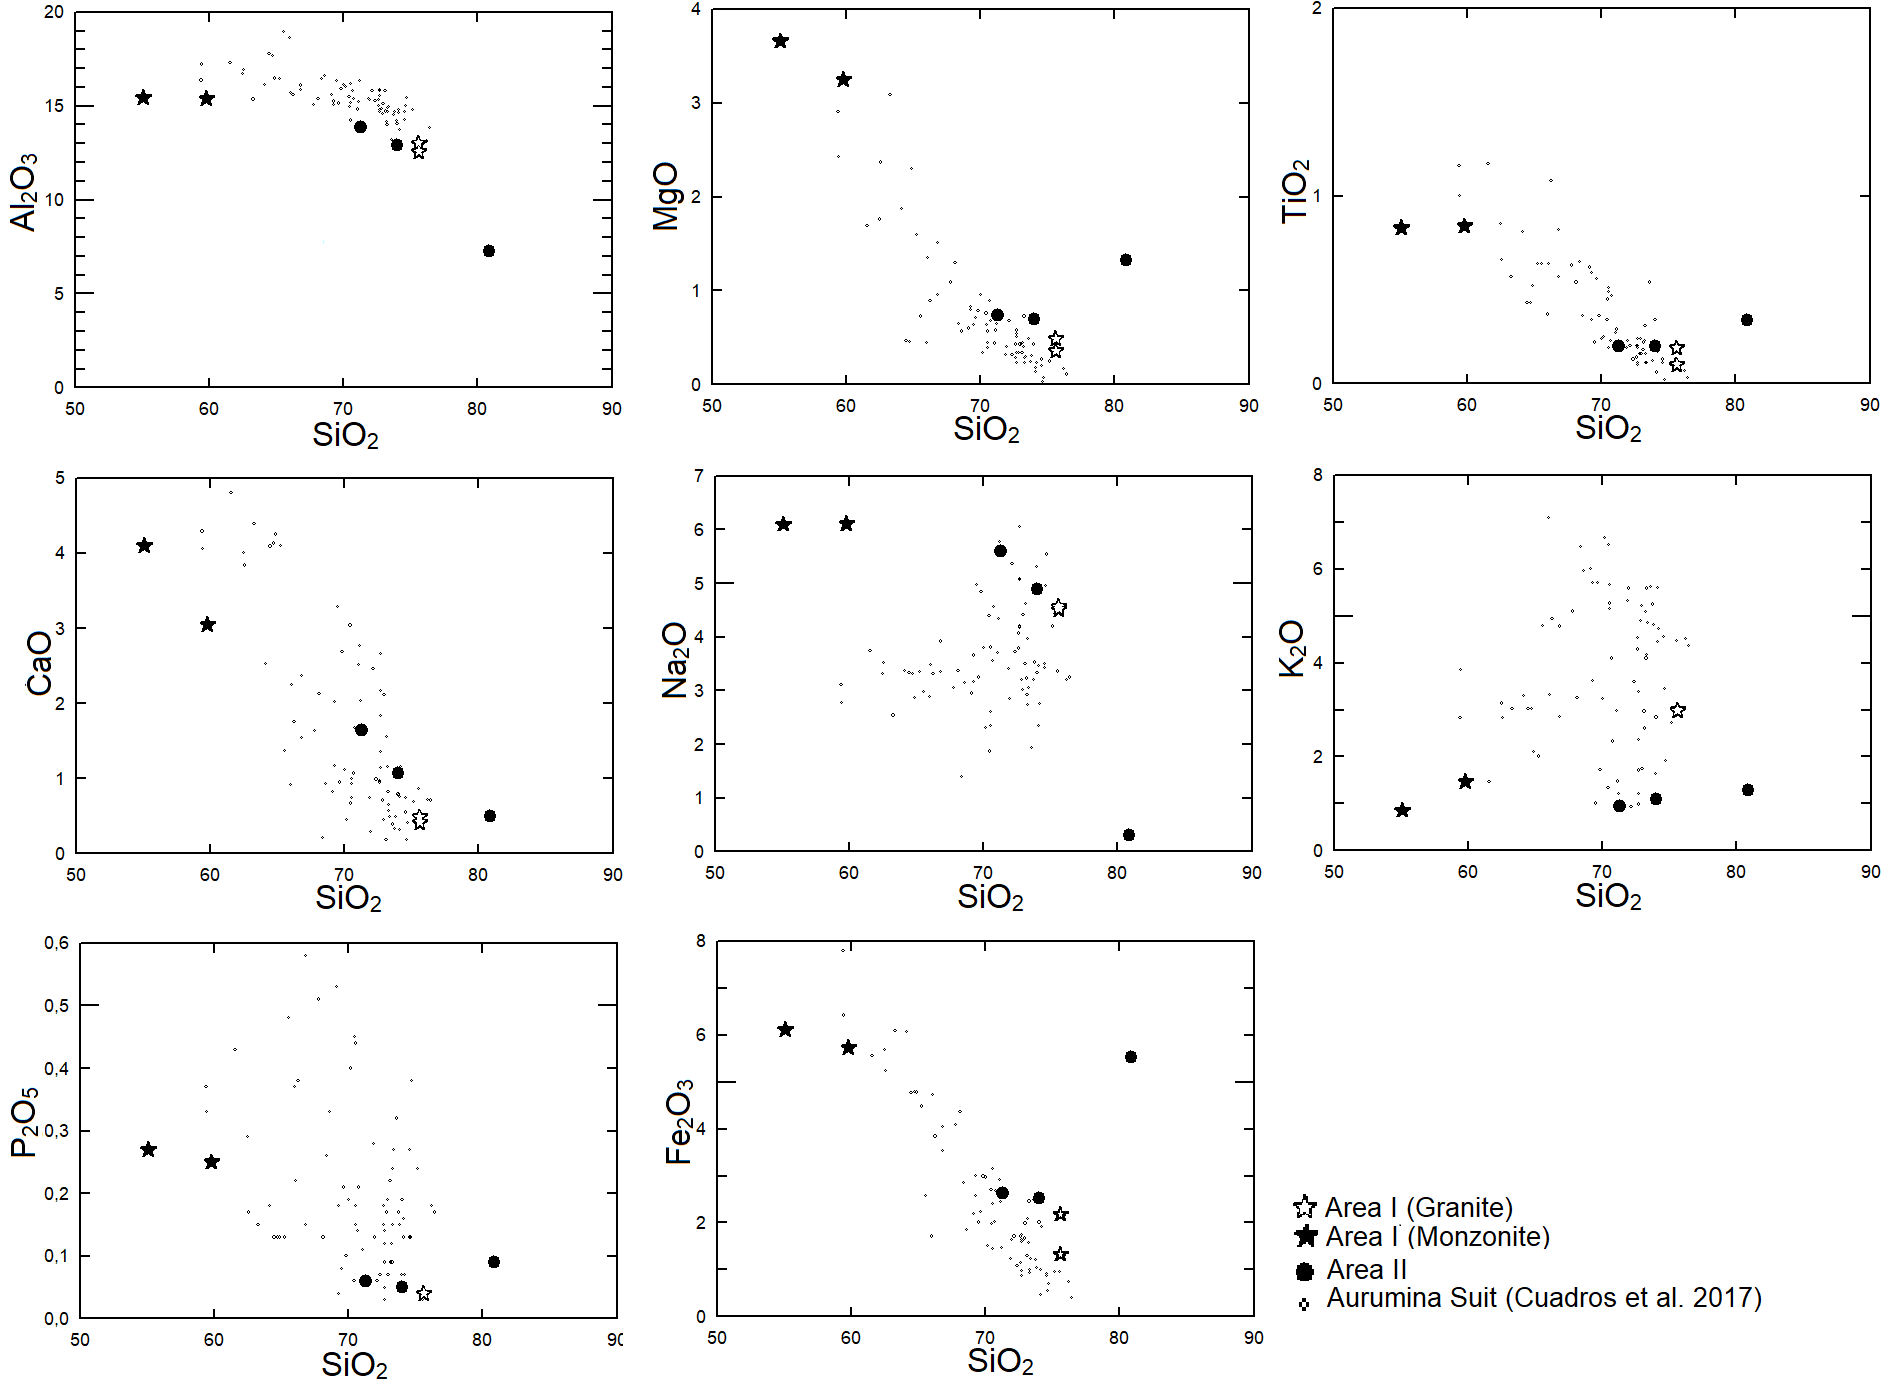 20
15
10
5
0
Al₂O₃
50 60 70 80 90
SiO₂
4
3
2
1
0
MgO
50 60 70 80 90
SiO₂
2
1
0
TiO₂
50 60 70 80 90
SiO₂
5
4
3
2
1
0
CaO
50 60 70 80 90
SiO₂
7
6
5
4
3
2
1
0
Na₂O
50 60 70 80 90
SiO₂
8
6
4
2
0
K₂O
50 60 70 80 90
SiO₂
0,6
0,5
0,4
0,3
0,2
0,1
0,0
P₂O₅
50 60 70 80 90
SiO₂
8
6
4
2
0
Fe₂O₃
50 60 70 80 90
SiO₂
Area I (Granite)
Area I (Monzonite)
Area II
Aurumina Suit (Cuadros et al. 2017)